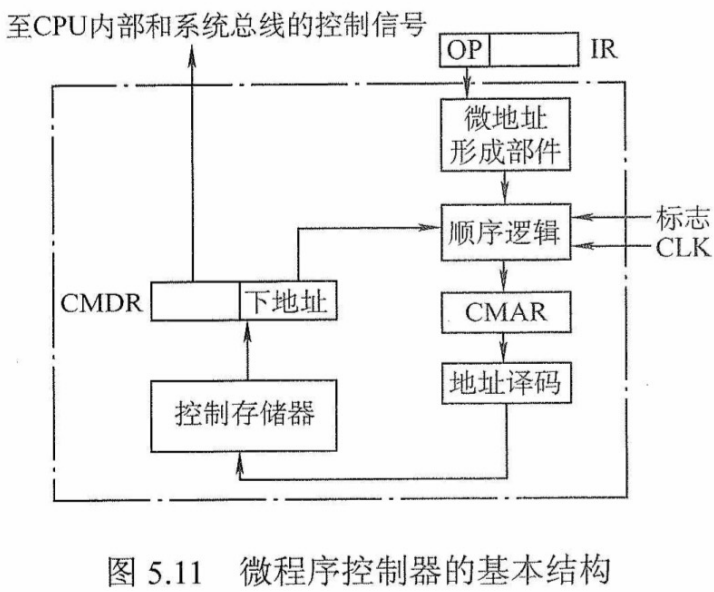 至CPU内部和系统总线的控制信号
OP
IR
微地址
形成部件
顺序逻辑
标志
CLK
CMDR
下地址
CMAR
控制存储器
地址译码
图 5.11 微程序控制器的基本结构